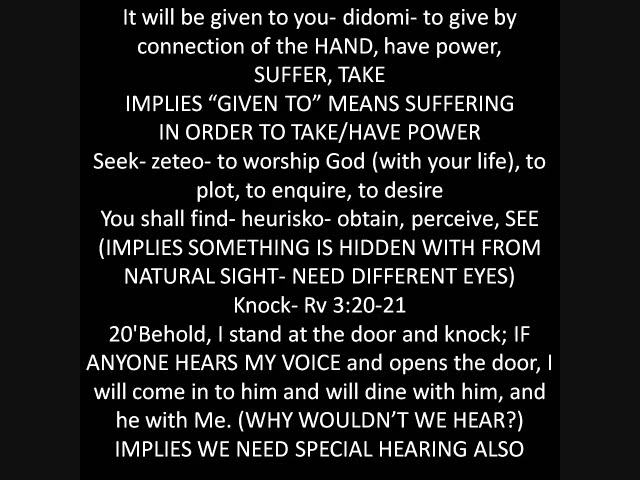 It will be given to you- didomi- to give by
connection of the HAND, have power,
SUFFER, TAKE
IMPLIES “GIVEN TO” MEANS SUFFERING
IN ORDER TO TAKE/HAVE POWER
Seek- zeteo- to worship God (with your life), to
plot, to enquire, to desire
You shall find- heurisko- obtain, perceive, SEE
(IMPLIES SOMETHING IS HIDDEN WITH FROM
NATURAL SIGHT- NEED DIFFERENT EYES)
Knock- Rv 3:20-21
20'Behold, I stand at the door and knock; IF
ANYONE HEARS MY VOICE and opens the door, I
will come in to him and will dine with him, and
he with Me. (WHY WOULDN’T WE HEAR?)
IMPLIES WE NEED SPECIAL HEARING ALSO